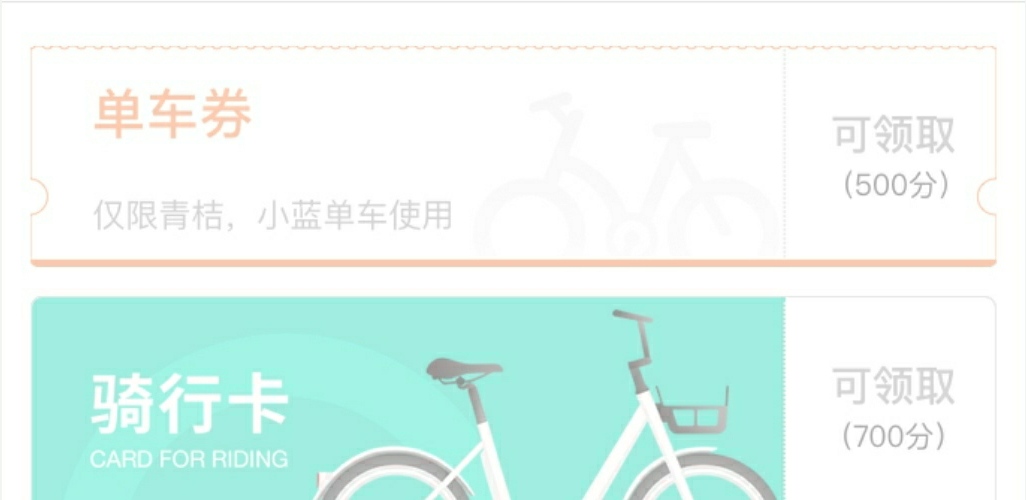 单车券
可领取
(500分)
仅限青桔，小蓝单车使用
骑行卡
CARD FOR RIDING
可领取
(700分)